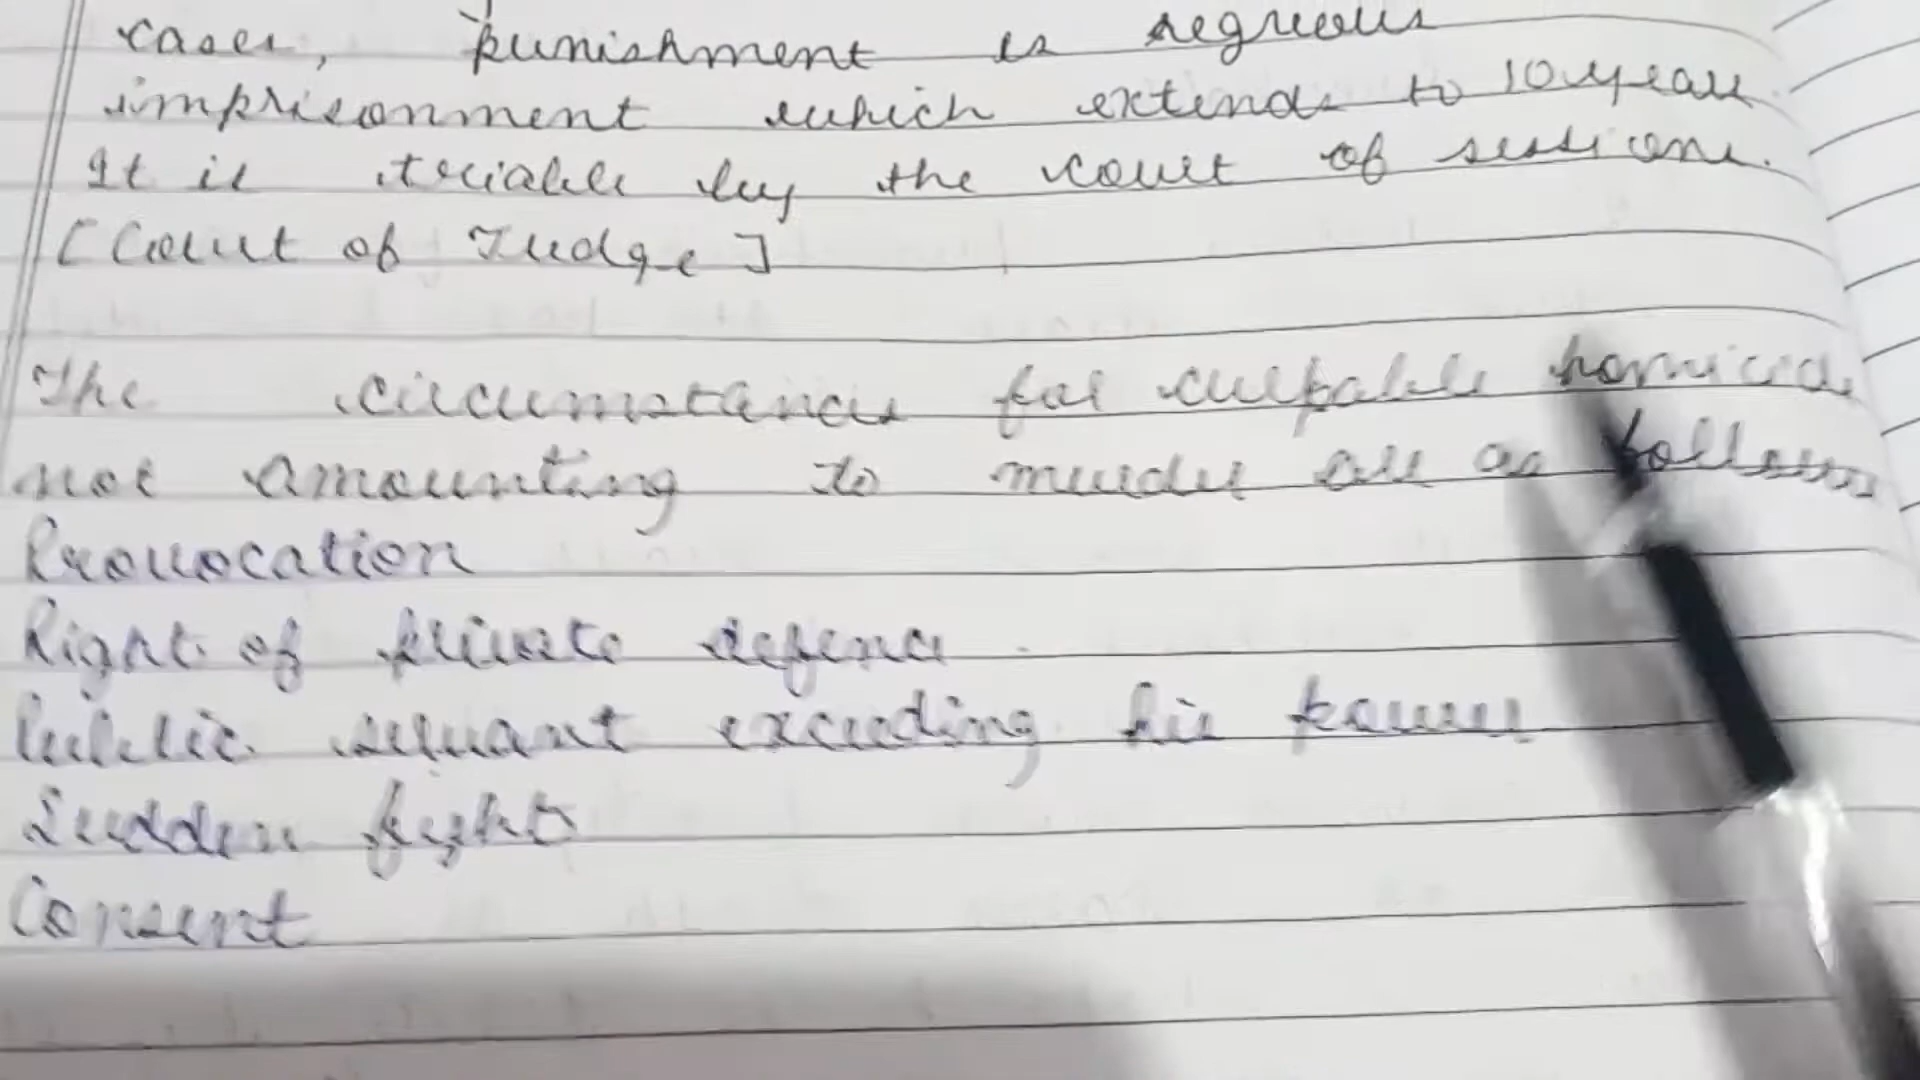 cases, punishment is regreous
imprisonment which extends to 10 years
It is triable by the court of sessions.
[Court of Judge]
The circumstances for culpable homicide
not amounting to murder are as follows
Provocation
Right of private defence
Public servant exceeding his power
Sudden fight
Consent